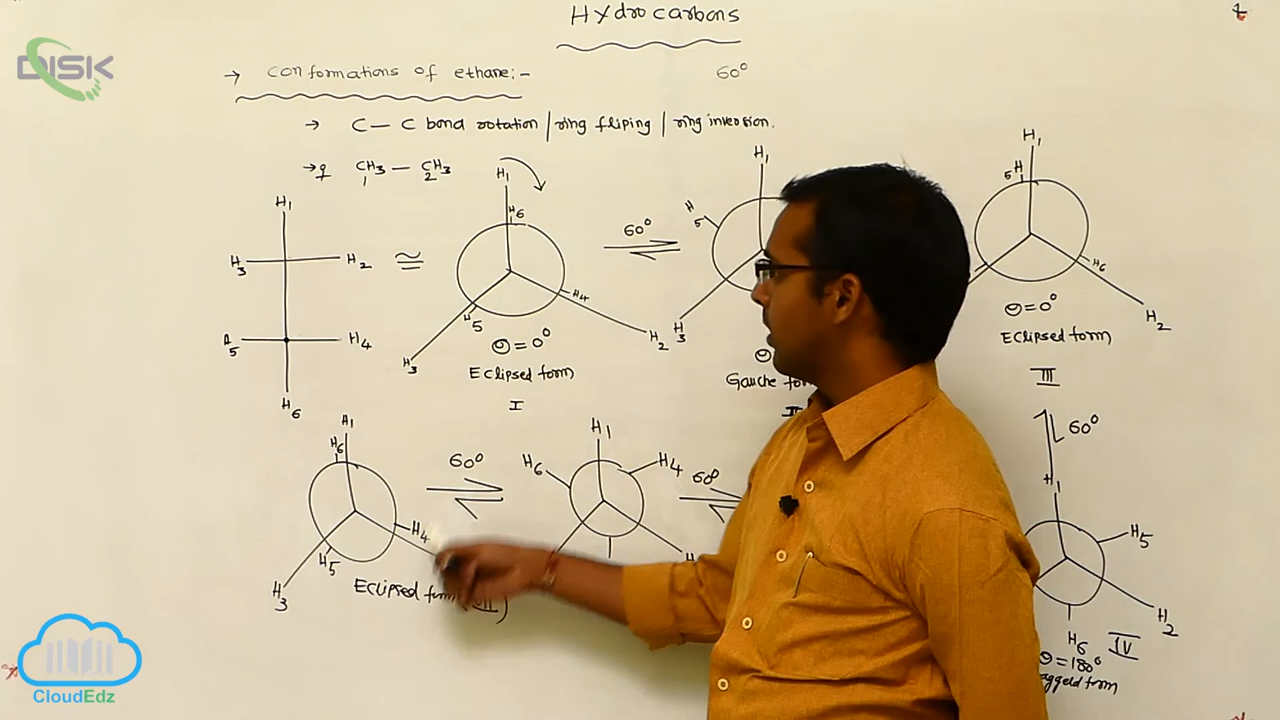 Hydrocarbons
DISK
→ conformations of ethane:-
60°
→ C — C bond rotation / ring fliping / ring inversion.
→ CH3 — CH3
1 2
H1
H3 H2
H5 H4
H6
≅
H1
H6
H4
H5
H3 H2
Θ = 0°
Eclipsed form
I
60°
H1
H5
H3
Gauche
H1
H5
H6
H2
Θ = 0°
Eclipsed form
III
60°
H1
H5
H2
H6
IV
Θ = 180°
aggeld form
H1
H6
H4
H5
H3
Eclipsed
60°
H1
H6 H4
60°
CloudEdz